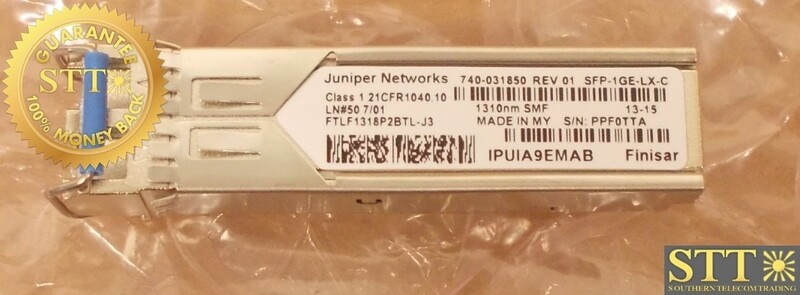 GUARANTEE
STT
100% MONEY BACK
Juniper Networks 740-031850 REV 01 SFP-1GE-LX-C
Class 1 21CFR1040.10 1310nm SMF 13-15
LN#50 7/01
FTLF1318P2BTL-J3 MADE IN MY S/N: PPF0TTA
IPUIA9EMAB Finisar
STT
SOUTHERN TELECOM TRADING